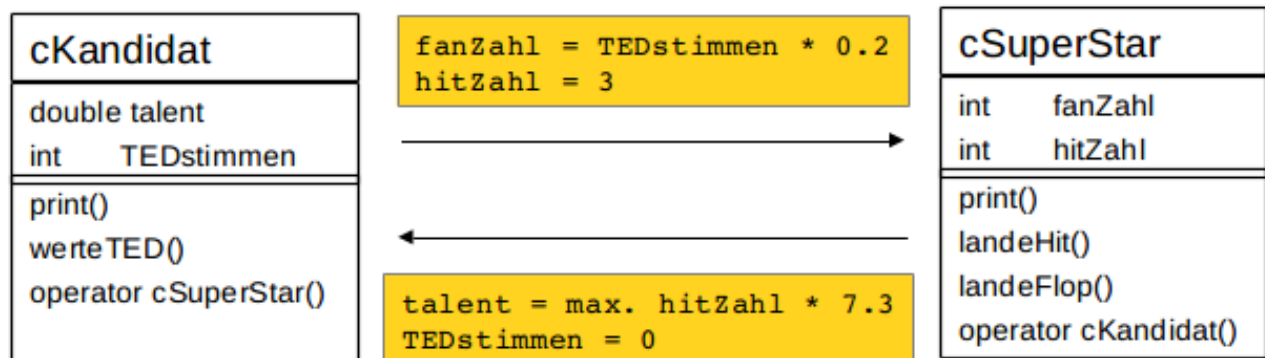 cKandidat
double talent
int TEDstimmen
print()
werteTED()
operator cSuperStar()
fanZahl = TEDstimmen * 0.2
hitZahl = 3
talent = max. hitZahl * 7.3
TEDstimmen = 0
cSuperStar
int fanZahl
int hitZahl
print()
landeHit()
landeFlop()
operator cKandidat()